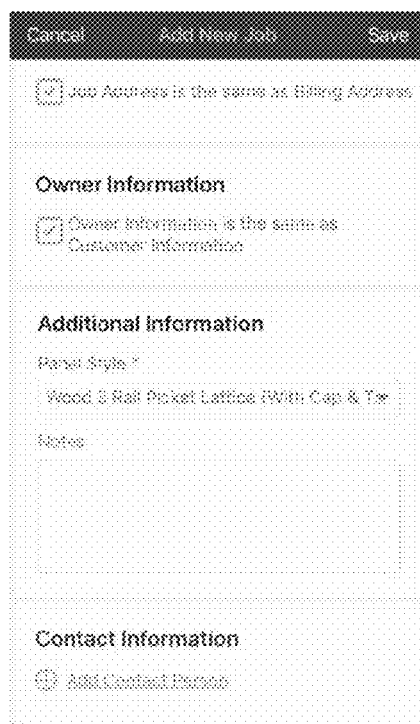 Cancel Add New Job Save
Job Address is the same as Billing Address
Owner Information
Owner Information is the same as
Customer Information
Additional Information
Panel Style *
Wood 3 Rail Picket Lattice (With Cap & T
Notes
Contact Information
Add Contact Person